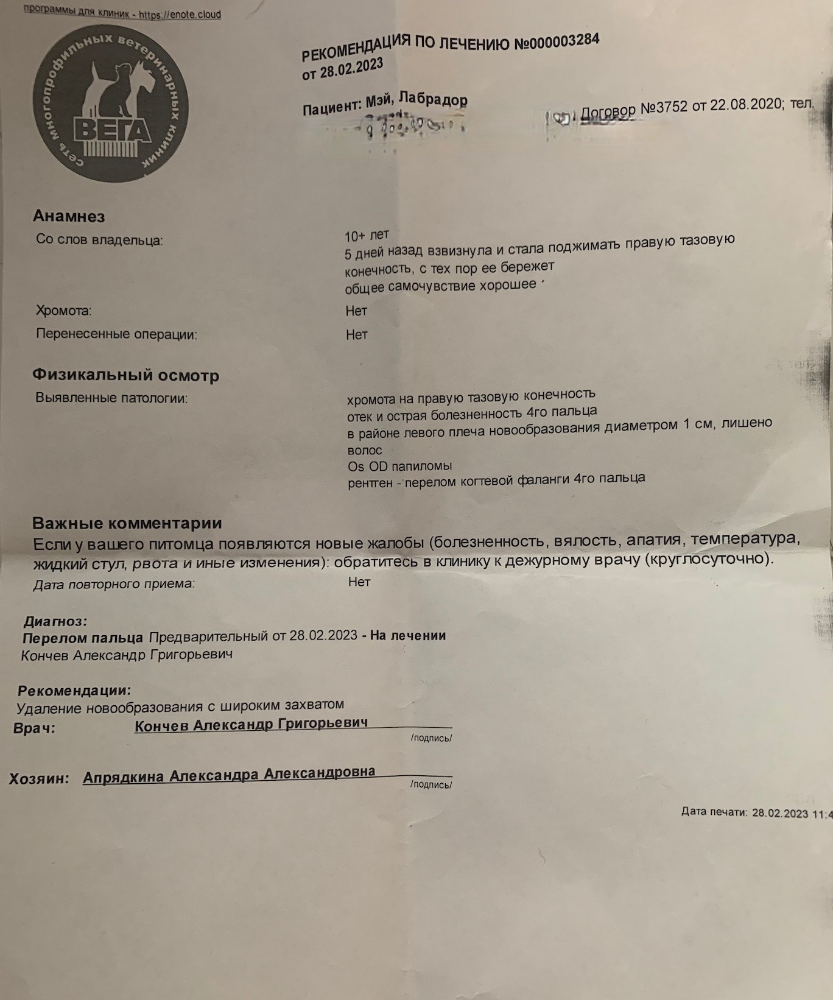 программы для клиник - https://enote.cloud
сеть многопрофильных ветеринарных клиник
ВЕГА
РЕКОМЕНДАЦИЯ ПО ЛЕЧЕНИЮ №000003284
от 28.02.2023
Пациент: Мэй, Лабрадор
Договор №3752 от 22.08.2020; тел.
Анамнез
Со слов владельца:
10+ лет
5 дней назад взвизнула и стала поджимать правую тазовую
конечность, с тех пор ее бережет
общее самочувствие хорошее
Хромота:
Нет
Перенесенные операции:
Нет
Физикальный осмотр
Выявленные патологии:
хромота на правую тазовую конечность
отек и острая болезненность 4го пальца
в районе левого плеча новообразования диаметром 1 см, лишено
волос
Os OD папиломы
рентген - перелом когтевой фаланги 4го пальца
Важные комментарии
Если у вашего питомца появляются новые жалобы (болезненность, вялость, апатия, температура,
жидкий стул, рвота и иные изменения): обратитесь в клинику к дежурному врачу (круглосуточно).
Дата повторного приема:
Нет
Диагноз:
Перелом пальца Предварительный от 28.02.2023 - На лечении
Кончев Александр Григорьевич
Рекомендации:
Удаление новообразования с широким захватом
Врач: Кончев Александр Григорьевич
/подпись/
Хозяин: Апрядкина Александра Александровна
/подпись/
Дата печати: 28.02.2023 11:4